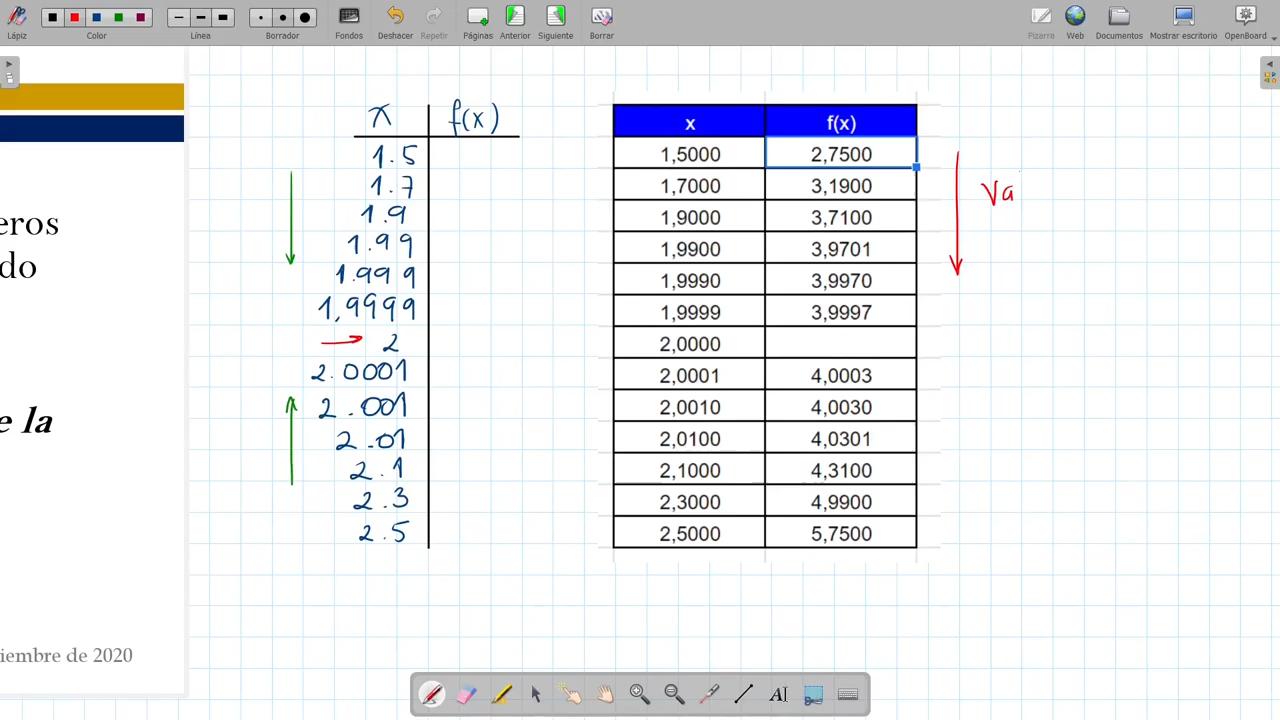 Lápiz
Color
Línea
Borrador
Fondos
Deshacer
Repetir
Páginas
Anterior
Siguiente
Borrar
Pizarra
Web
Documentos
Mostrar escritorio
OpenBoard
eros
do
e la
iembre de 2020
x f(x)
1.5
1.7
1.9
1.99
1.999
1,9999
2
2.0001
2.001
2.01
2.1
2.3
2.5
x f(x)
1,5000 2,7500
1,7000 3,1900
1,9000 3,7100
1,9900 3,9701
1,9990 3,9970
1,9999 3,9997
2,0000
2,0001 4,0003
2,0010 4,0030
2,0100 4,0301
2,1000 4,3100
2,3000 4,9900
2,5000 5,7500
Va
AI